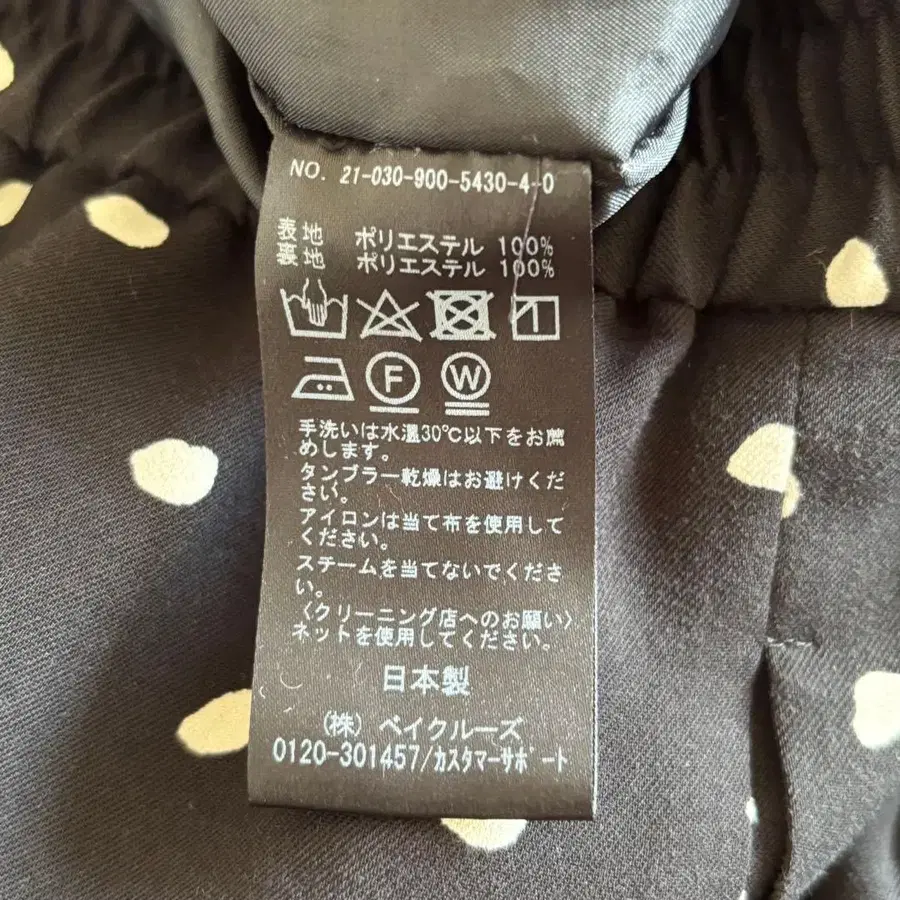 NO. 21-030-900-5430-4-0
表地 ポリエステル 100%
裏地 ポリエステル 100%
F W
手洗いは水温30℃以下をお薦
めします。
タンブラー乾燥はお避けくだ
さい。
アイロンは当て布を使用して
ください。
スチームを当てないでくださ
い。
〈クリーニング店へのお願い〉
ネットを使用してください。
日本製
(株) ベイクルーズ
0120-301457/カスタマーサポート